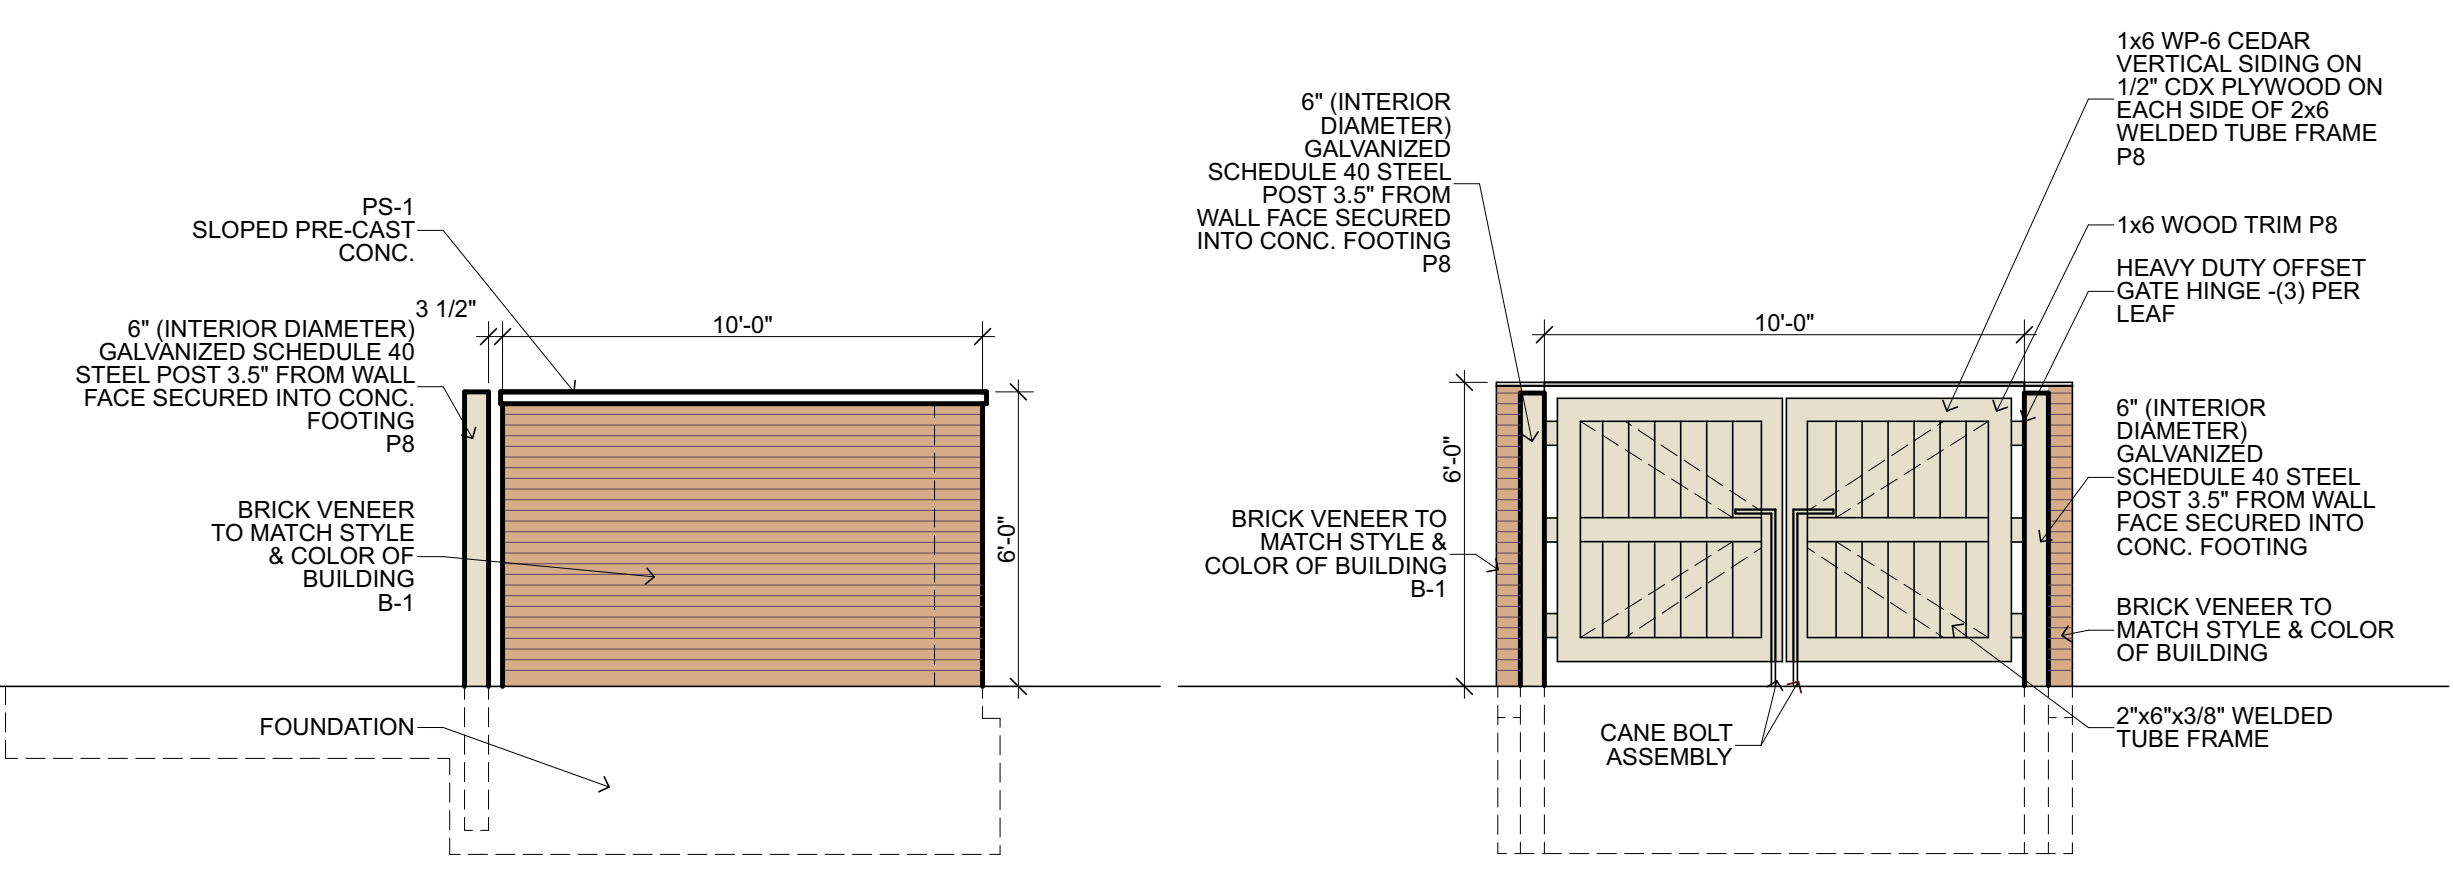 PS-1
SLOPED PRE-CAST
CONC.
3 1/2"
10'-0"
6" (INTERIOR DIAMETER)
GALVANIZED SCHEDULE 40
STEEL POST 3.5" FROM WALL
FACE SECURED INTO CONC.
FOOTING
P8
BRICK VENEER
TO MATCH STYLE
& COLOR OF
BUILDING
B-1
6'-0"
FOUNDATION
6" (INTERIOR
DIAMETER)
GALVANIZED
SCHEDULE 40 STEEL
POST 3.5" FROM
WALL FACE SECURED
INTO CONC. FOOTING
P8
10'-0"
6'-0"
BRICK VENEER TO
MATCH STYLE &
COLOR OF BUILDING
B-1
CANE BOLT
ASSEMBLY
1x6 WP-6 CEDAR
VERTICAL SIDING ON
1/2" CDX PLYWOOD ON
EACH SIDE OF 2x6
WELDED TUBE FRAME
P8
1x6 WOOD TRIM P8
HEAVY DUTY OFFSET
GATE HINGE -(3) PER
LEAF
6" (INTERIOR
DIAMETER)
GALVANIZED
SCHEDULE 40 STEEL
POST 3.5" FROM WALL
FACE SECURED INTO
CONC. FOOTING
BRICK VENEER TO
MATCH STYLE & COLOR
OF BUILDING
2"x6"x3/8" WELDED
TUBE FRAME